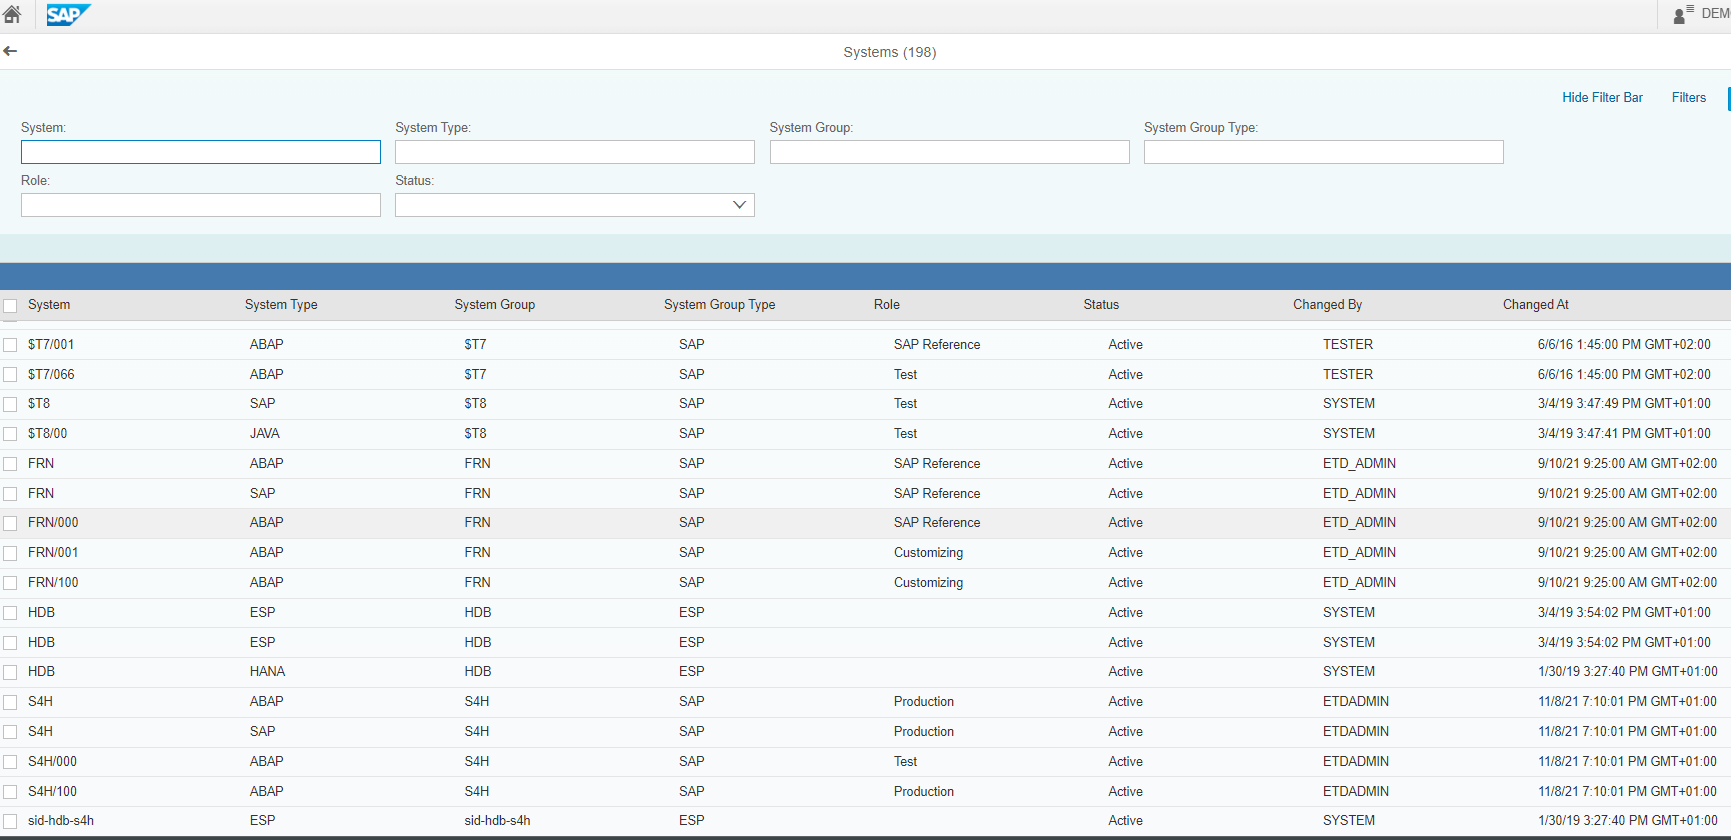 SAP DEMO
Systems (198)
Hide Filter Bar Filters
System: System Type: System Group: System Group Type:
Role: Status:
System System Type System Group System Group Type Role Status Changed By Changed At
$T7/001 ABAP $T7 SAP SAP Reference Active TESTER 6/6/16 1:45:00 PM GMT+02:00
$T7/066 ABAP $T7 SAP Test Active TESTER 6/6/16 1:45:00 PM GMT+02:00
$T8 SAP $T8 SAP Test Active SYSTEM 3/4/19 3:47:49 PM GMT+01:00
$T8/00 JAVA $T8 SAP Test Active SYSTEM 3/4/19 3:47:41 PM GMT+01:00
FRN ABAP FRN SAP SAP Reference Active ETD_ADMIN 9/10/21 9:25:00 AM GMT+02:00
FRN SAP FRN SAP SAP Reference Active ETD_ADMIN 9/10/21 9:25:00 AM GMT+02:00
FRN/000 ABAP FRN SAP SAP Reference Active ETD_ADMIN 9/10/21 9:25:00 AM GMT+02:00
FRN/001 ABAP FRN SAP Customizing Active ETD_ADMIN 9/10/21 9:25:00 AM GMT+02:00
FRN/100 ABAP FRN SAP Customizing Active ETD_ADMIN 9/10/21 9:25:00 AM GMT+02:00
HDB ESP HDB ESP Active SYSTEM 3/4/19 3:54:02 PM GMT+01:00
HDB ESP HDB ESP Active SYSTEM 3/4/19 3:54:02 PM GMT+01:00
HDB HANA HDB ESP Active SYSTEM 1/30/19 3:27:40 PM GMT+01:00
S4H ABAP S4H SAP Production Active ETDADMIN 11/8/21 7:10:01 PM GMT+01:00
S4H SAP S4H SAP Production Active ETDADMIN 11/8/21 7:10:01 PM GMT+01:00
S4H/000 ABAP S4H SAP Test Active ETDADMIN 11/8/21 7:10:01 PM GMT+01:00
S4H/100 ABAP S4H SAP Production Active ETDADMIN 11/8/21 7:10:01 PM GMT+01:00
sid-hdb-s4h ESP sid-hdb-s4h ESP Active SYSTEM 1/30/19 3:27:40 PM GMT+01:00